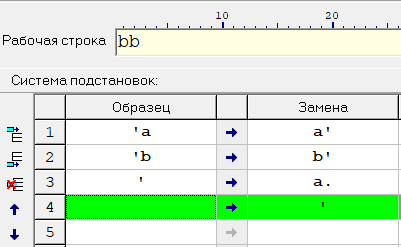 10 20
Рабочая строка bb
Система подстановок:
Образец Замена
1 'a a'
2 'b b'
3 ' a.
4 '
5